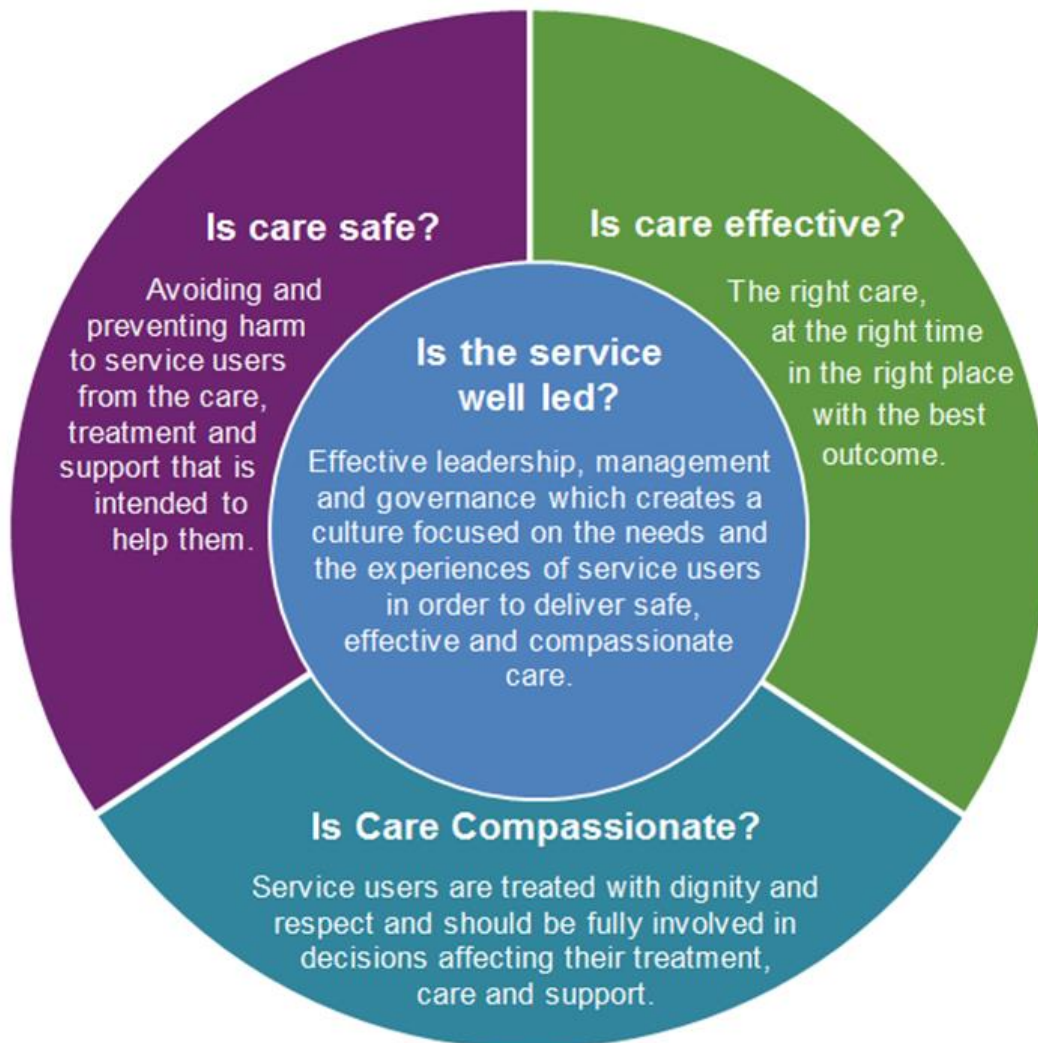 Is care safe?
Avoiding and
preventing harm
to service users
from the care,
treatment and
support that is
intended to
help them.
Is care effective?
The right care,
at the right time
in the right place
with the best
outcome.
Is the service
well led?
Effective leadership, management
and governance which creates a
culture focused on the needs and
the experiences of service users
in order to deliver safe,
effective and compassionate
care.
Is Care Compassionate?
Service users are treated with dignity and
respect and should be fully involved in
decisions affecting their treatment,
care and support.